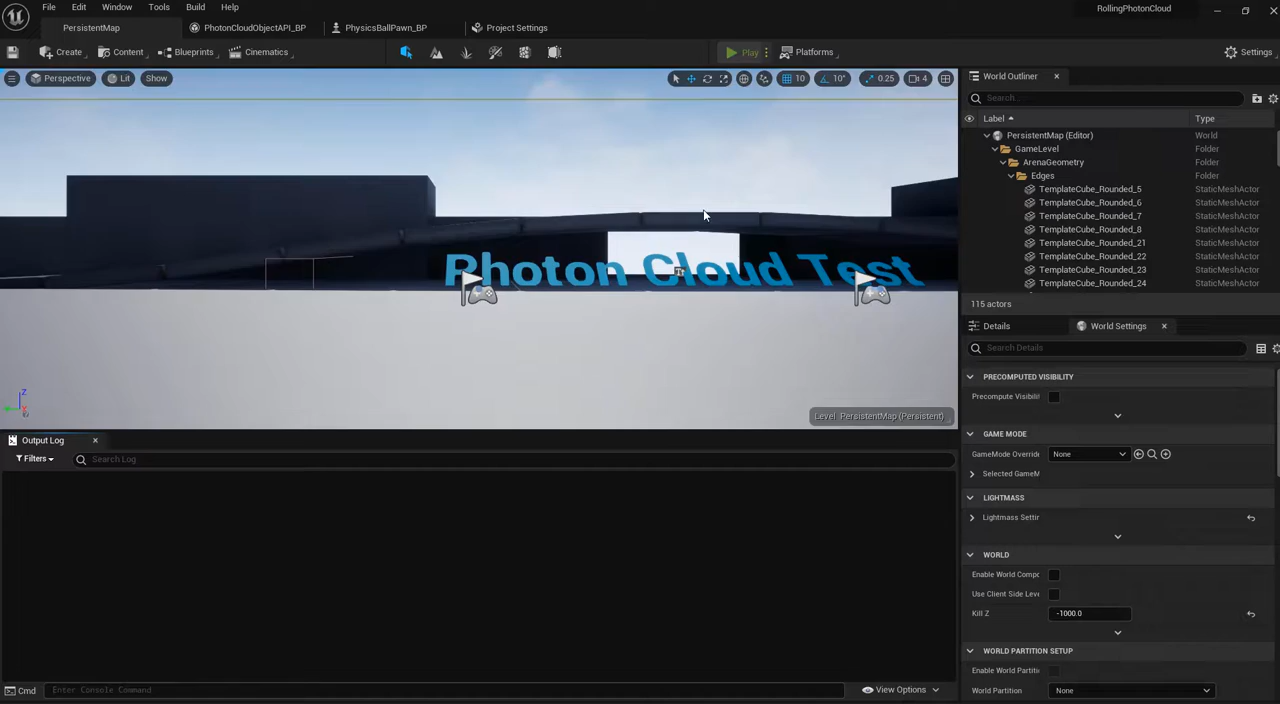 File Edit Window Tools Build Help
RollingPhotonCloud
PersistentMap PhotonCloudObjectAPI_BP PhysicsBallPawn_BP Project Settings
Create Content Blueprints Cinematics Play Platforms Settings
Perspective Lit Show 10 10° 0.25 4
World Outliner
Search...
Label Type
PersistentMap (Editor) World
GameLevel Folder
ArenaGeometry Folder
Edges Folder
TemplateCube_Rounded_5 StaticMeshActor
TemplateCube_Rounded_6 StaticMeshActor
TemplateCube_Rounded_7 StaticMeshActor
TemplateCube_Rounded_8 StaticMeshActor
TemplateCube_Rounded_21 StaticMeshActor
TemplateCube_Rounded_22 StaticMeshActor
TemplateCube_Rounded_23 StaticMeshActor
TemplateCube_Rounded_24 StaticMeshActor
115 actors
Photon Cloud Test
Z
Level: PersistentMap (Persistent)
Details World Settings
Search Details
PRECOMPUTED VISIBILITY
Precompute Visibili
GAME MODE
GameMode Override None
Selected GameM
LIGHTMASS
Lightmass Settin
WORLD
Enable World Compo
Use Client Side Leve
Kill Z -1000.0
WORLD PARTITION SETUP
Enable World Partiti
World Partition None
Output Log
Filters Search Log
Cmd Enter Console Command View Options